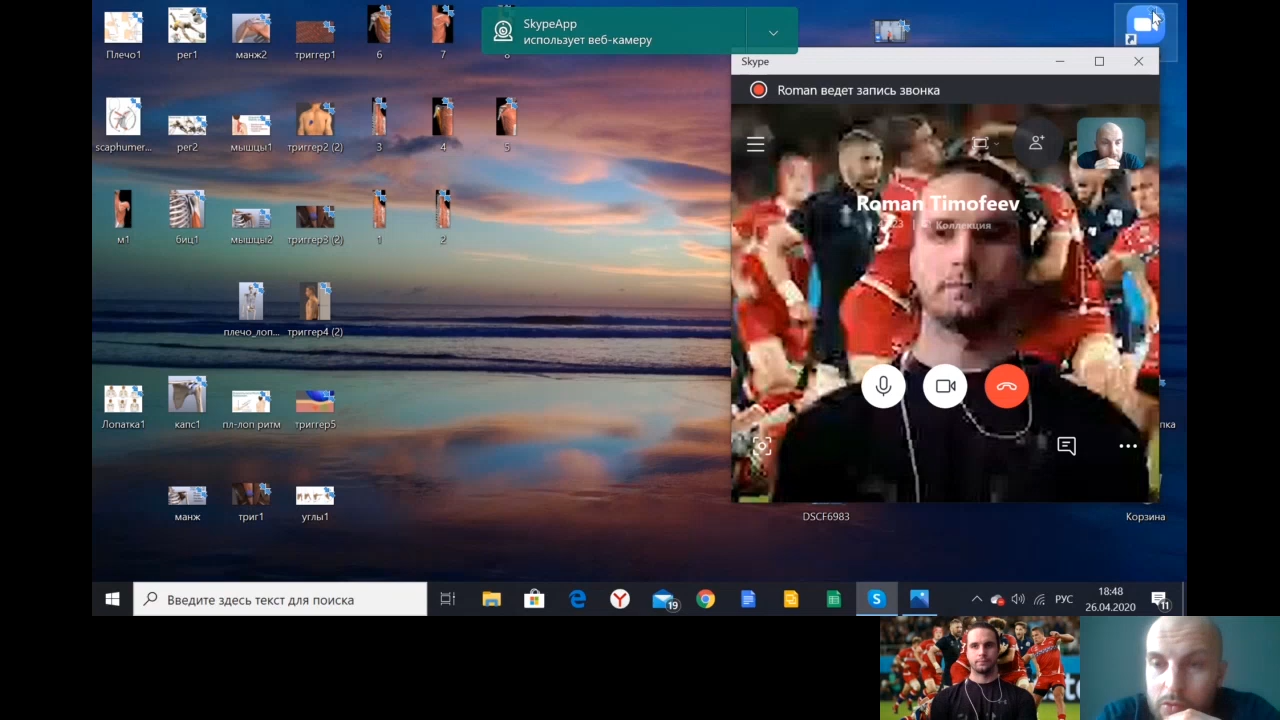 SkypeApp
использует веб-камеру
Плечо1
рег1
манж2
триггер1
6
7
8
Skype
Roman ведет запись звонка
scaphumer...
рег2
мышцы1
триггер2 (2)
3
4
5
Roman Timofeev
Коллекция
м1
биц1
мышцы2
триггер3 (2)
1
2
плечо_лоп...
триггер4 (2)
Лопатка1
капс1
пл-лоп ритм
триггер5
пка
манж
триг1
углы1
DSCF6983
Корзина
Введите здесь текст для поиска
19
S
РУС
18:48
26.04.2020
11